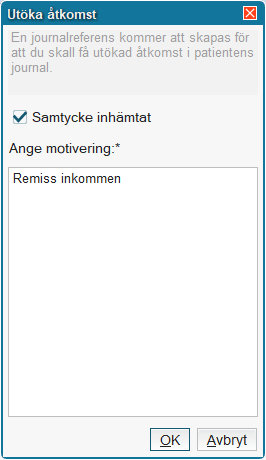 Utöka åtkomst
En journalreferens kommer att skapas för
att du skall få utökad åtkomst i patientens
journal.
Samtycke inhämtat
Ange motivering:*
Remiss inkommen
OK Avbryt